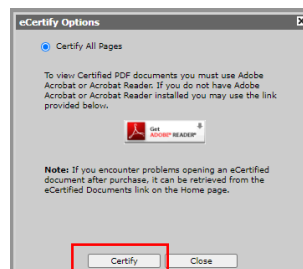 eCertify Options
Certify All Pages
To view Certified PDF documents you must use Adobe
Acrobat or Acrobat Reader. If you do not have Adobe
Acrobat or Acrobat Reader installed you may use the link
provided below.
Get
ADOBE® READER®
Note: If you encounter problems opening an eCertified
document after purchase, it can be retrieved from the
eCertified Documents link on the Home page.
Certify Close